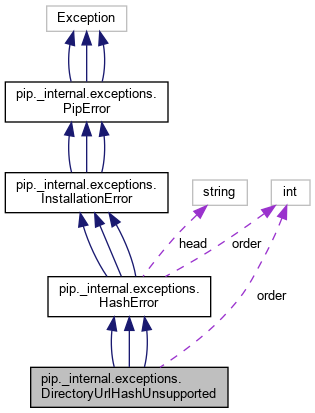 Exception
pip._internal.exceptions.
PipError
pip._internal.exceptions.
InstallationError
string
int
head
order
pip._internal.exceptions.
HashError
order
pip._internal.exceptions.
DirectoryUrlHashUnsupported